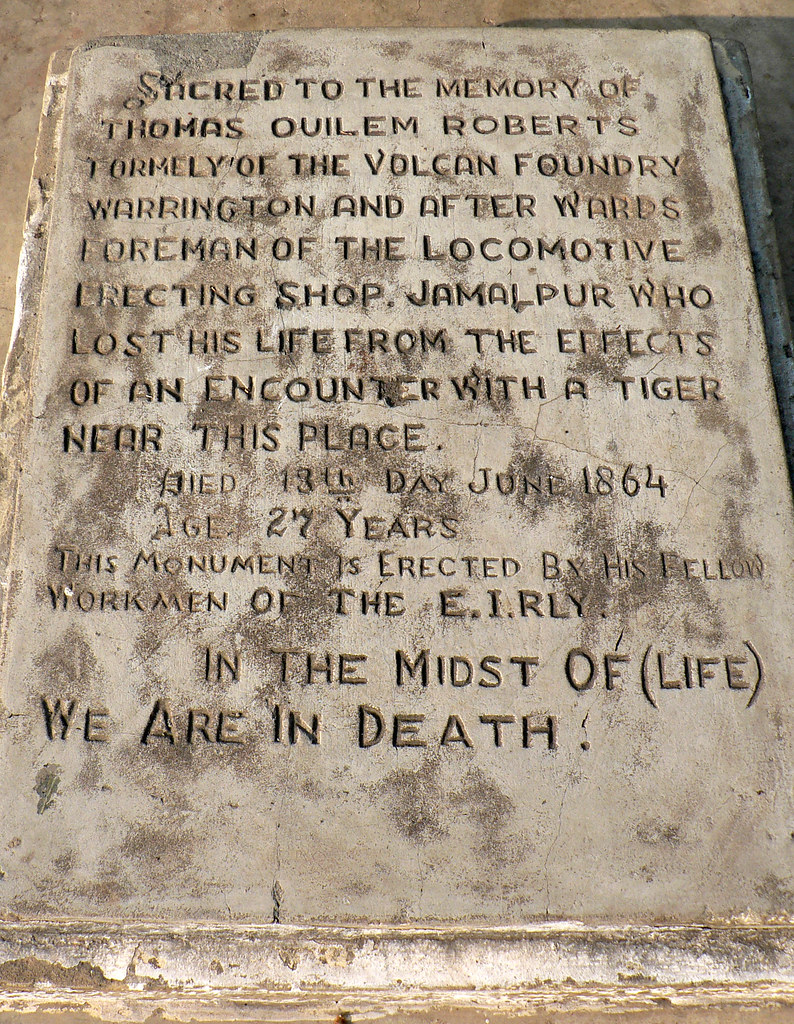 SACRED TO THE MEMORY OF
THOMAS OUILEM ROBERTS
FORMELY OF THE VOLCAN FOUNDRY
WARRINGTON AND AFTER WARDS
FOREMAN OF THE LOCOMOTIVE
ERECTING SHOP. JAMALPUR WHO
LOST HIS LIFE FROM THE EFFECTS
OF AN ENCOUNTER WITH A TIGER
NEAR THIS PLACE.
DIED 13th DAY JUNE 1864
AGE. 27 YEARS
THIS MONUMENT IS ERECTED BY HIS FELLOW
WORKMEN OF THE E.I.RLY.
IN THE MIDST OF (LIFE)
WE ARE IN DEATH.